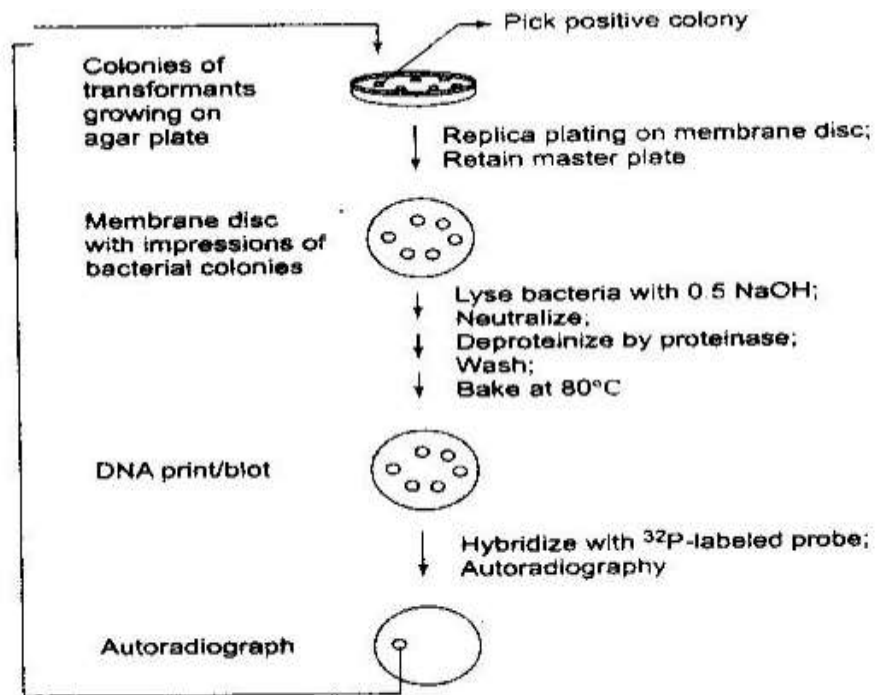 Pick positive colony
Colonies of
transformants
growing on
agar plate
Replica plating on membrane disc;
Retain master plate
Membrane disc
with impressions of
bacterial colonies
Lyse bacteria with 0.5 NaOH;
Neutralize;
Deproteinize by proteinase;
Wash;
Bake at 80°C
DNA print/blot
Hybridize with ³²P-labeled probe;
Autoradiography
Autoradiograph